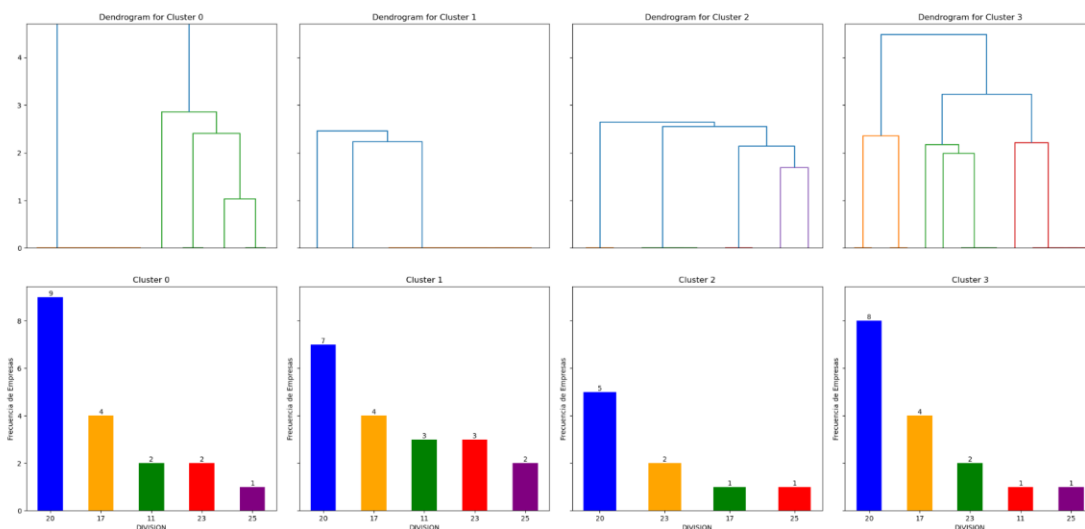 Dendrogram for Cluster 0
Dendrogram for Cluster 1
Dendrogram for Cluster 2
Dendrogram for Cluster 3
4
3
2
1
0
Cluster 0
Frecuencia de Empresas
8
6
4
2
0
9
4
2
2
1
20 17 11 23 25
DIVISION
Cluster 1
Frecuencia de Empresas
7
4
3
3
2
20 17 11 23 25
DIVISION
Cluster 2
Frecuencia de Empresas
5
2
1
1
20 23 17 25
DIVISION
Cluster 3
Frecuencia de Empresas
8
4
2
1
1
20 17 23 11 25
DIVISION